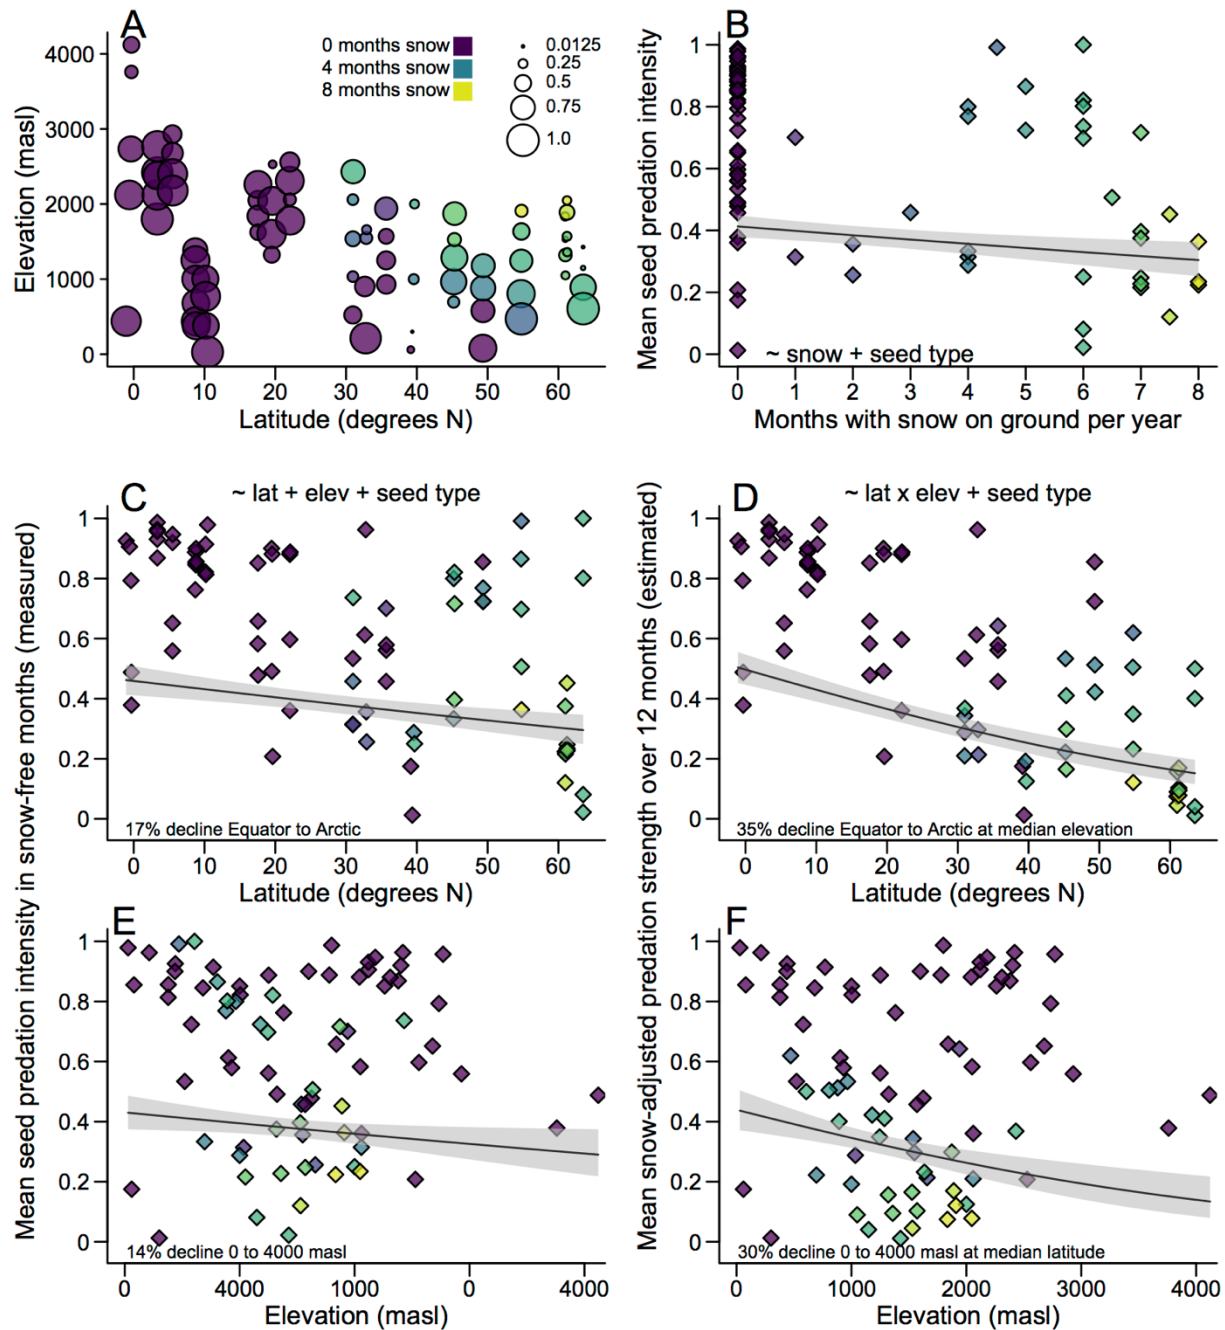 A
0 months snow
4 months snow
8 months snow
0.0125
0.25
0.5
0.75
1.0
Elevation (masl)
4000
3000
2000
1000
0
0 10 20 30 40 50 60
Latitude (degrees N)
B
Mean seed predation intensity
1
0.8
0.6
0.4
0.2
0
~ snow + seed type
0 1 2 3 4 5 6 7 8
Months with snow on ground per year
C
~ lat + elev + seed type
Mean seed predation intensity in snow-free months (measured)
1
0.8
0.6
0.4
0.2
0
17% decline Equator to Arctic
0 10 20 30 40 50 60
Latitude (degrees N)
D
~ lat x elev + seed type
Mean snow-adjusted predation strength over 12 months (estimated)
1
0.8
0.6
0.4
0.2
0
35% decline Equator to Arctic at median elevation
0 10 20 30 40 50 60
Latitude (degrees N)
E
1
0.8
0.6
0.4
0.2
0
14% decline 0 to 4000 masl
0 4000 1000 0 4000
Elevation (masl)
F
1
0.8
0.6
0.4
0.2
0
30% decline 0 to 4000 masl at median latitude
0 1000 2000 3000 4000
Elevation (masl)